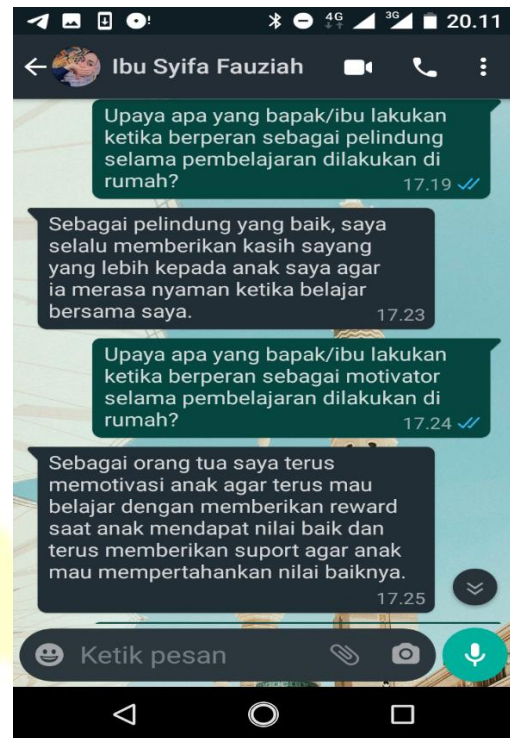 4G 3G 20.11
Ibu Syifa Fauziah
Upaya apa yang bapak/ibu lakukan
ketika berperan sebagai pelindung
selama pembelajaran dilakukan di
rumah?
17.19
Sebagai pelindung yang baik, saya
selalu memberikan kasih sayang
yang lebih kepada anak saya agar
ia merasa nyaman ketika belajar
bersama saya.
17.23
Upaya apa yang bapak/ibu lakukan
ketika berperan sebagai motivator
selama pembelajaran dilakukan di
rumah?
17.24
Sebagai orang tua saya terus
memotivasi anak agar terus mau
belajar dengan memberikan reward
saat anak mendapat nilai baik dan
terus memberikan suport agar anak
mau mempertahankan nilai baiknya.
17.25
Ketik pesan